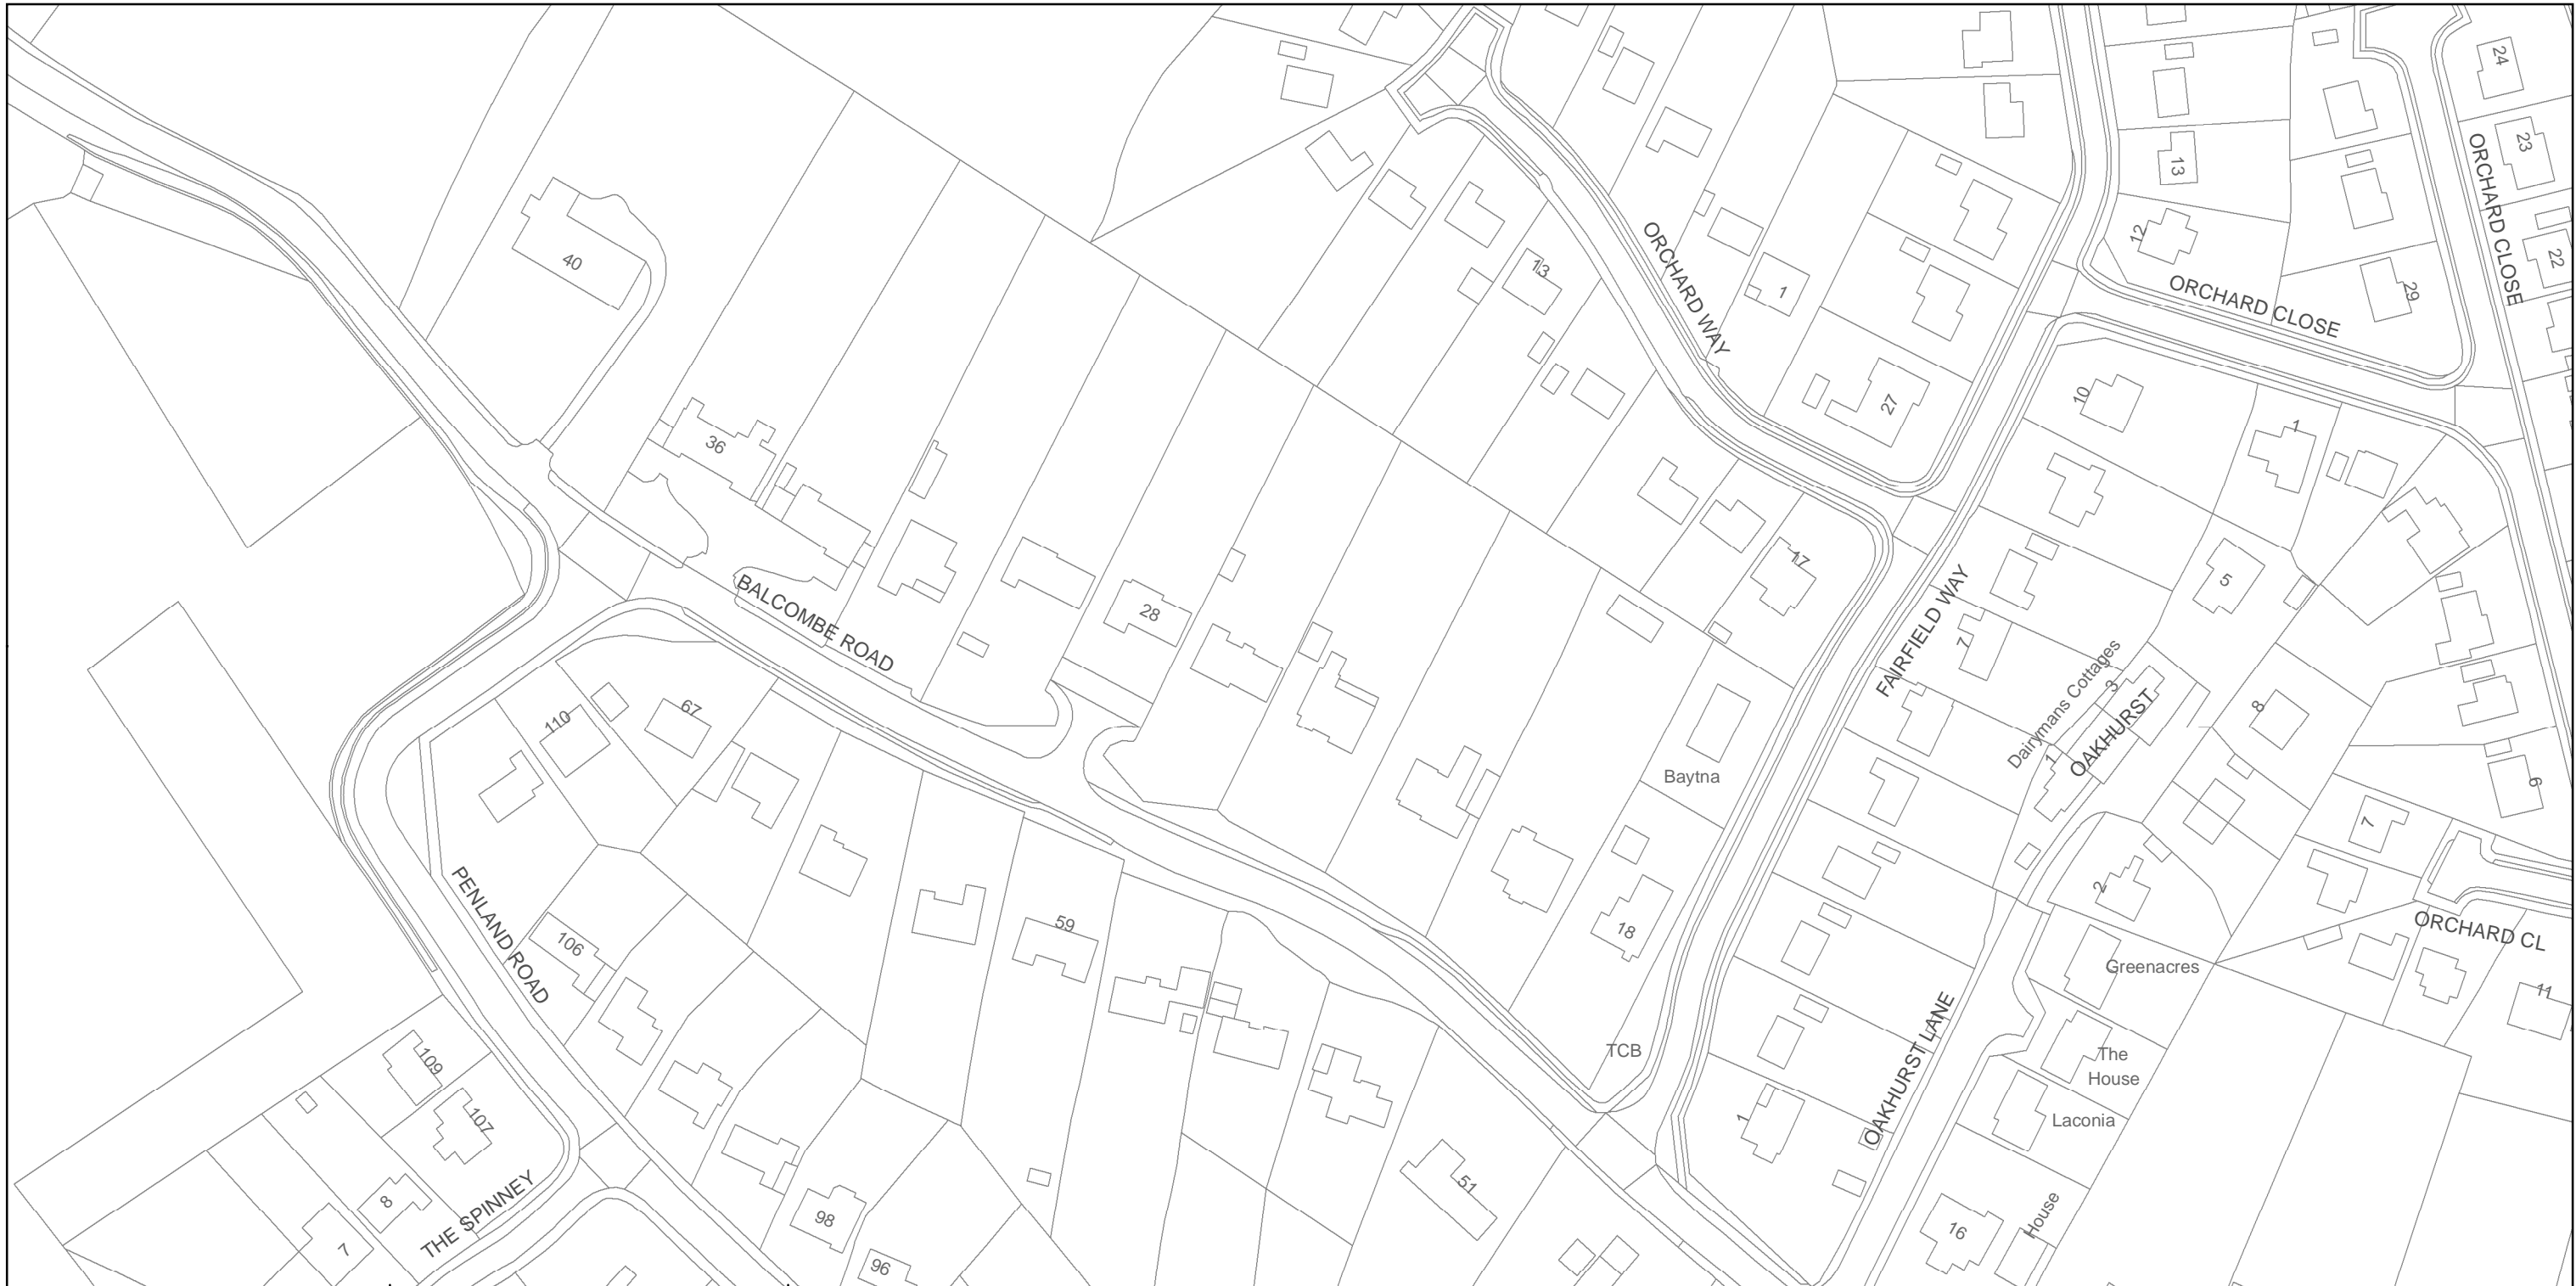 24
23
ORCHARD CLOSE
13
12
22
ORCHARD WAY
13
1
40
29
ORCHARD CLOSE
10
27
1
36
17
5
BALCOMBE ROAD
28
FAIRFIELD WAY
7
Dairymans Cottages
3
OAKHURST
1
8
67
110
Baytna
6
7
2
PENLAND ROAD
106
59
18
ORCHARD CL
Greenacres
11
TCB
109
The
House
107
OAKHURST LANE
1
Laconia
51
8
THE SPINNEY
98
7
16
House
96